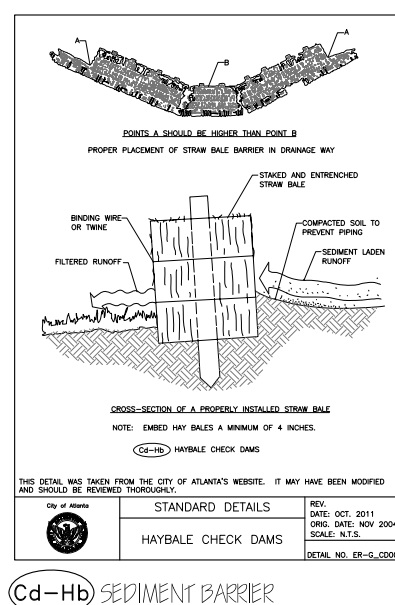 A
A
B
POINTS A SHOULD BE HIGHER THAN POINT B
PROPER PLACEMENT OF STRAW BALE BARRIER IN DRAINAGE WAY
STAKED AND ENTRENCHED
STRAW BALE
BINDING WIRE
OR TWINE
COMPACTED SOIL TO
PREVENT PIPING
FILTERED RUNOFF
SEDIMENT LADEN
RUNOFF
CROSS-SECTION OF A PROPERLY INSTALLED STRAW BALE
NOTE: EMBED HAY BALES A MINIMUM OF 4 INCHES.
Cd-Hb HAYBALE CHECK DAMS
THIS DETAIL WAS TAKEN FROM THE CITY OF ATLANTA'S WEBSITE. IT MAY HAVE BEEN MODIFIED
AND SHOULD BE REVIEWED THOROUGHLY.
City of Atlanta
STANDARD DETAILS
HAYBALE CHECK DAMS
REV.
DATE: OCT. 2011
ORIG. DATE: NOV 2004
SCALE: N.T.S.
DETAIL NO.
Cd-Hb SEDIMENT BARRIER